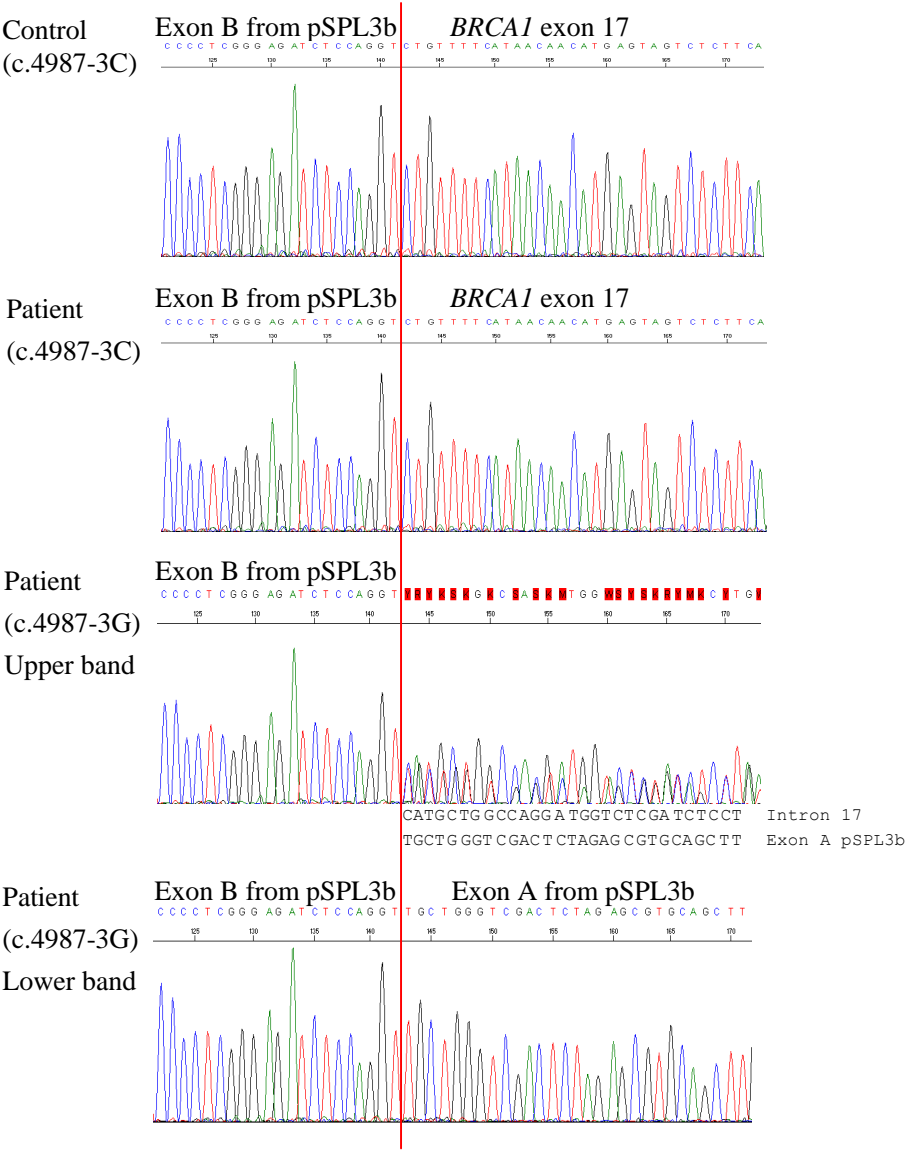 Control
(c.4987-3C)
Exon B from pSPL3b
BRCA1 exon 17
C C C C T C G G G A G A T C T C C A G G T C T G T T T T C A T A A C A A C A T G A G T A G T C T C T T C A
125 130 135 140 145 150 155 160 165 170
Patient
(c.4987-3C)
Exon B from pSPL3b
BRCA1 exon 17
C C C C T C G G G A G A T C T C C A G G T C T G T T T T C A T A A C A A C A T G A G T A G T C T C T T C A
125 130 135 140 145 150 155 160 165 170
Patient
(c.4987-3G)
Upper band
Exon B from pSPL3b
C C C C T C G G G A G A T C T C C A G G T
125 130 135 140 145 150 155 160 165 170
CATGCTGGCCAGGATGGTCTCGATCTCCT Intron 17
TGCTGGGTCGACTCTAGAGCGTGCAGCTT Exon A pSPL3b
Patient
(c.4987-3G)
Lower band
Exon B from pSPL3b
Exon A from pSPL3b
C C C C T C G G G A G A T C T C C A G G T T G C T G G G T C G A C T C T A G A G C G T G C A G C T T
125 130 135 140 145 150 155 160 165 170